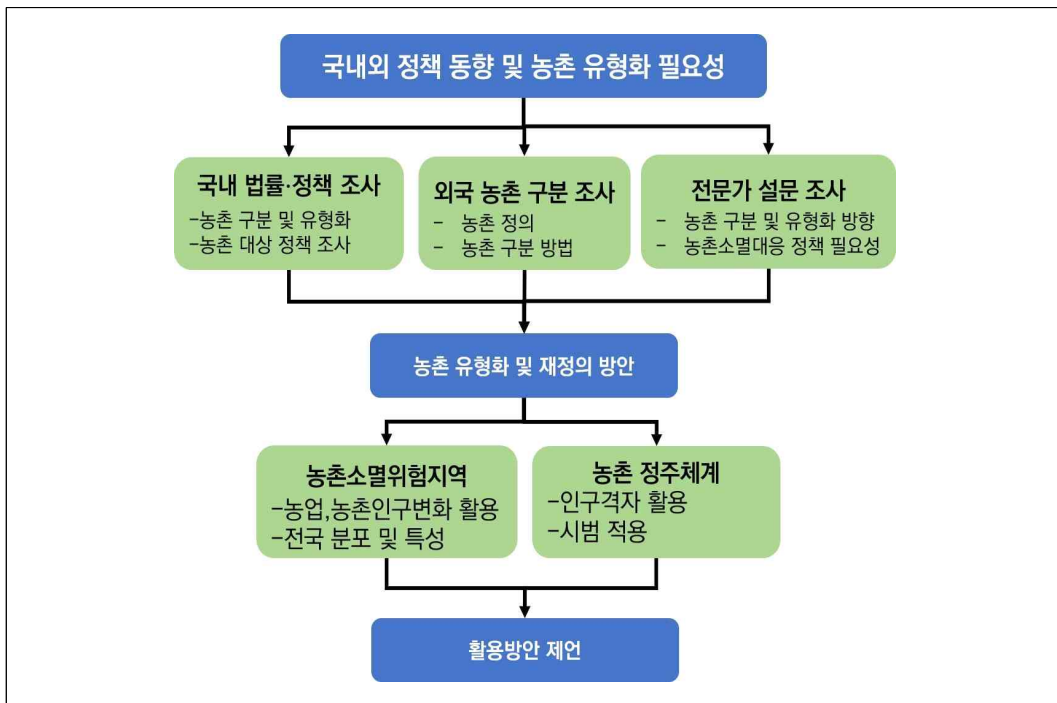 국내외 정책 동향 및 농촌 유형화 필요성
국내 법률·정책 조사
-농촌 구분 및 유형화
-농촌 대상 정책 조사
외국 농촌 구분 조사
- 농촌 정의
- 농촌 구분 방법
전문가 설문 조사
- 농촌 구분 및 유형화 방향
- 농촌소멸대응 정책 필요성
농촌 유형화 및 재정의 방안
농촌소멸위험지역
-농업,농촌인구변화 활용
-전국 분포 및 특성
농촌 정주체계
-인구격자 활용
-시범 적용
활용방안 제언